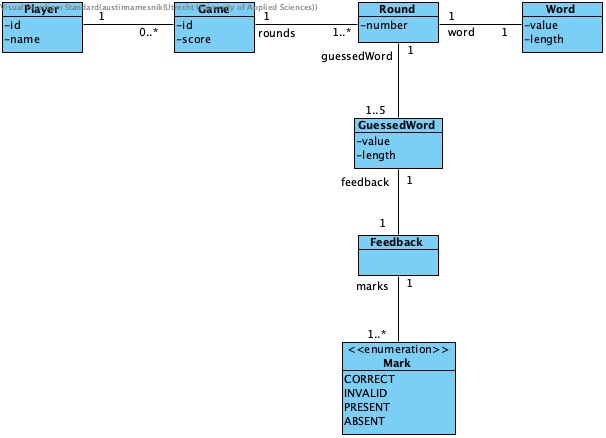 Visual Paradigm Standard(austinnamesnik(Utrecht University of Applied Sciences))
Player
-id
-name
1
0..*
Game
-id
-score
1
rounds
1..*
Round
-number
1
word
1
Word
-value
-length
guessedWord
1
1..5
GuessedWord
-value
-length
feedback
1
1
Feedback
marks
1
1..*
<<enumeration>>
Mark
CORRECT
INVALID
PRESENT
ABSENT